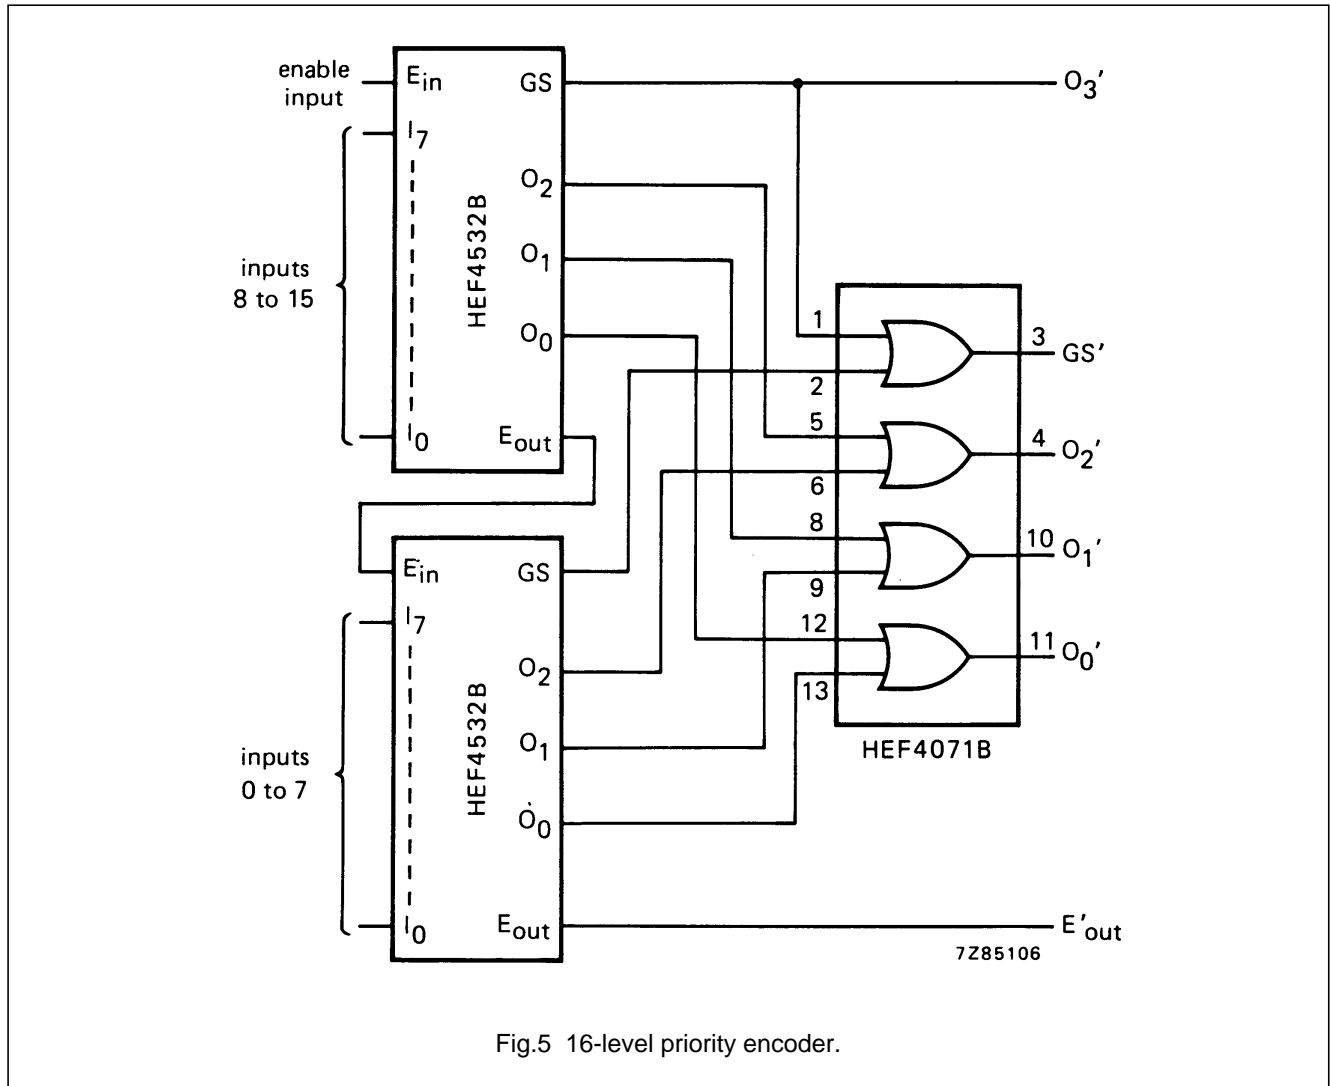 enable
input
E_in
I_7
inputs
8 to 15
I_0
HEF4532B
GS
O_2
O_1
O_0
E_out
O_3'
E_in
I_7
inputs
0 to 7
I_0
HEF4532B
GS
O_2
O_1
O_0
E_out
1
2
3
GS'
5
6
4
O_2'
8
9
10
O_1'
12
13
11
O_0'
HEF4071B
E'_out
7Z85106
Fig.5 16-level priority encoder.